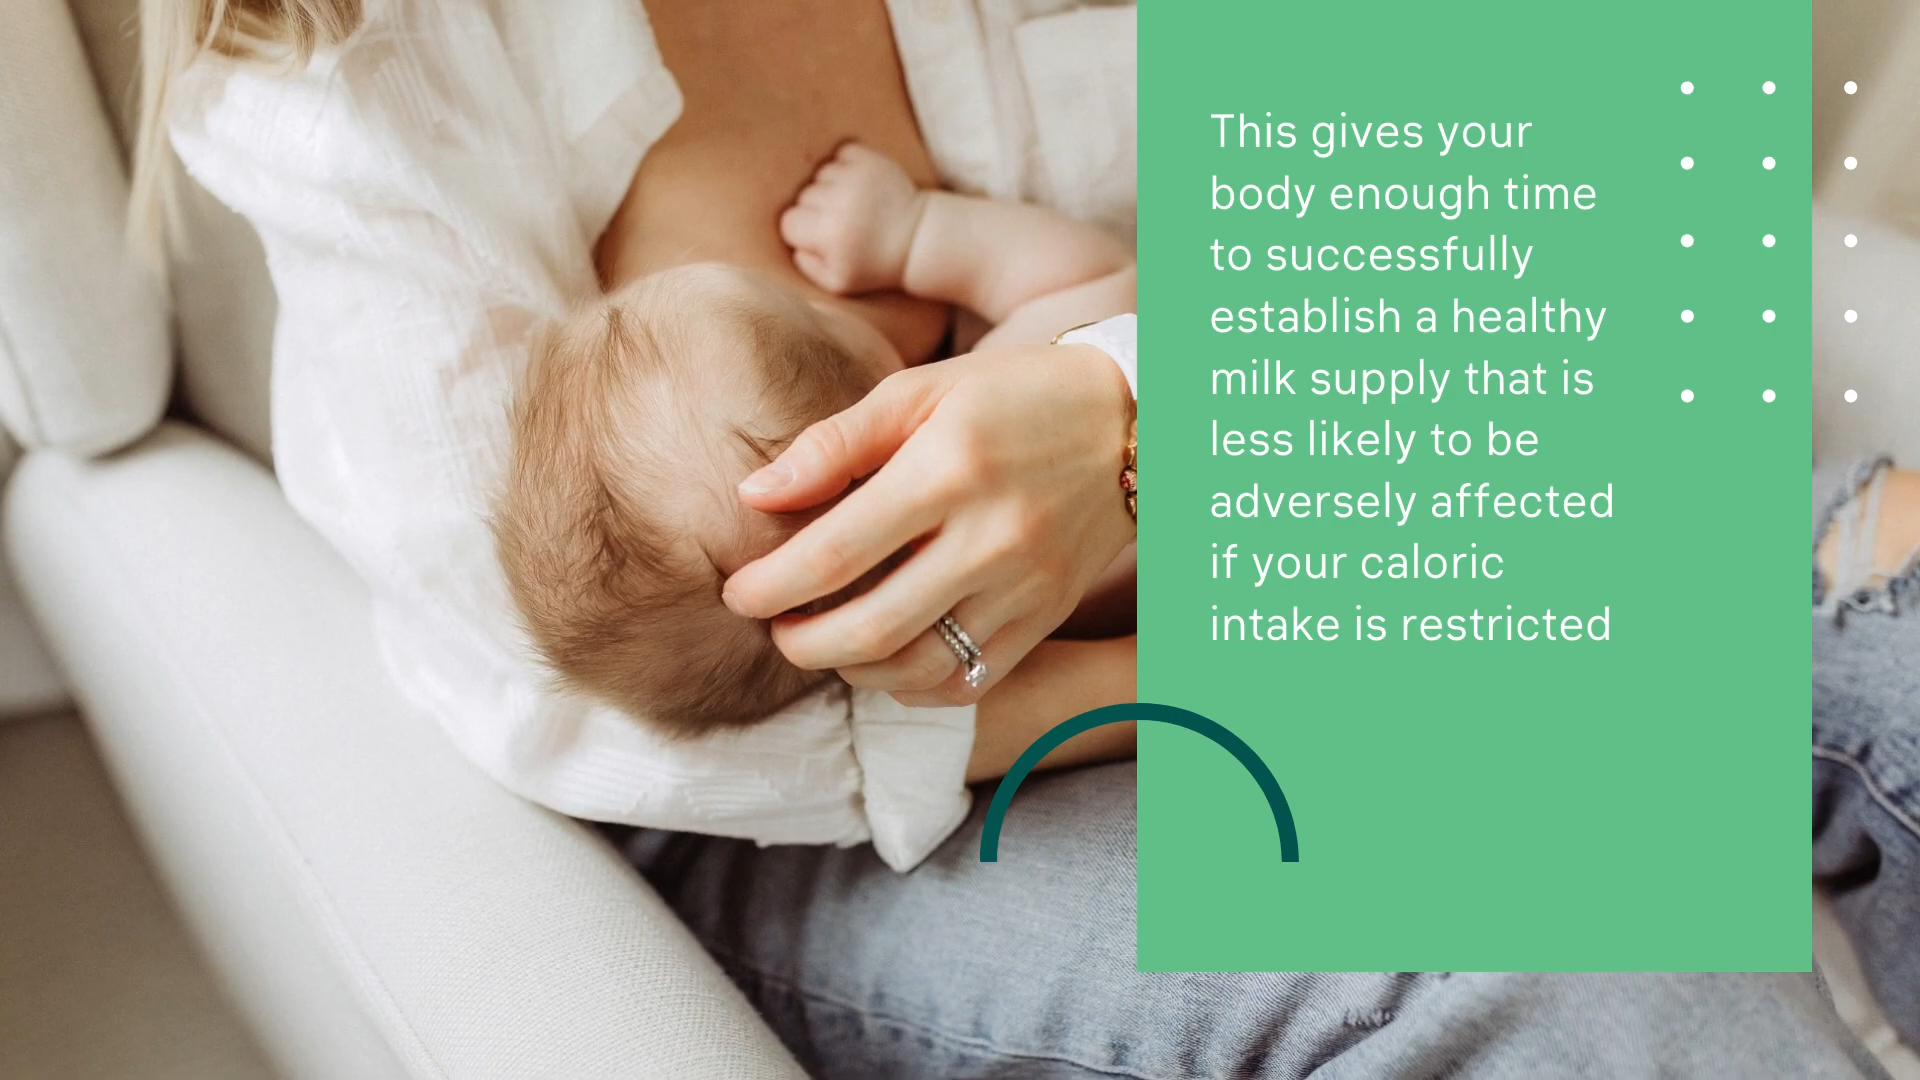 This gives your
body enough time
to successfully
establish a healthy
milk supply that is
less likely to be
adversely affected
if your caloric
intake is restricted